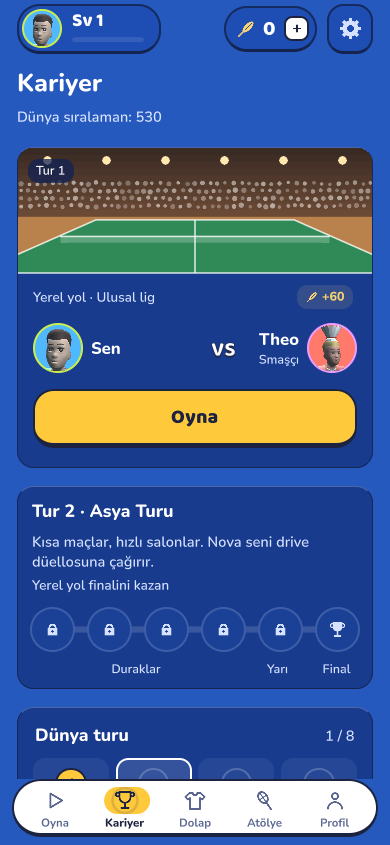 Sv 1
0
+
Kariyer
Dünya sıralaman: 530
Tur 1
Yerel yol · Ulusal lig
+60
Sen
VS
Theo
Smaşçı
Oyna
Tur 2 · Asya Turu
Kısa maçlar, hızlı salonlar. Nova seni drive
düellosuna çağırır.
Yerel yol finalini kazan
Duraklar
Yarı
Final
Dünya turu
1 / 8
Oyna
Kariyer
Dolap
Atölye
Profil